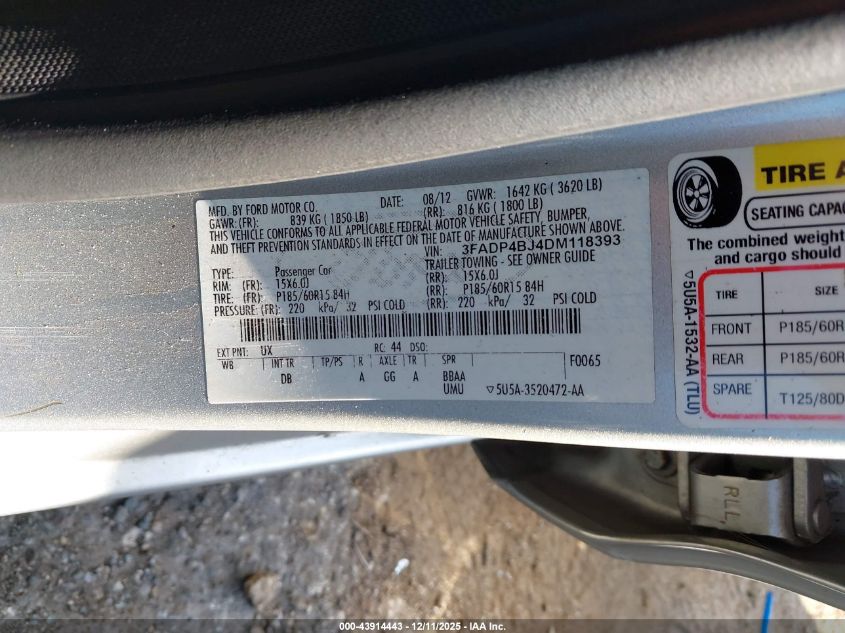 MFD. BY FORD MOTOR CO.
DATE: 08/12 GVWR: 1642 KG ( 3620 LB)
GAWR:(FR): 839 KG ( 1850 LB) (RR): 816 KG ( 1800 LB)
THIS VEHICLE CONFORMS TO ALL APPLICABLE FEDERAL MOTOR VEHICLE SAFETY, BUMPER,
AND THEFT PREVENTION STANDARDS IN EFFECT ON THE DATE OF MANUFACTURE SHOWN ABOVE.
VIN: 3FADP4BJ4DM118393
TYPE: Passenger Car TRAILER TOWING - SEE OWNER GUIDE
RIM: (FR): 15X6.0J (RR): 15X6.0J
TIRE: (FR): P185/60R15 84H (RR): P185/60R15 84H
PRESSURE:(FR): 220 kPa/ 32 PSI COLD (RR): 220 kPa/ 32 PSI COLD
EXT PNT: UX RC: 44 DSO:
WB INT TR TP/PS R AXLE TR SPR F0065
DB A GG A BBAA
UMU ▽5U5A-3520472-AA
TIRE A
SEATING CAPAC
The combined weight
and cargo should
TIRE SIZE
FRONT P185/60R
REAR P185/60R
SPARE T125/80D
▽5U5A-1532-AA (TLU)
RLL
000-43914443 - 12/11/2025 - IAA Inc.